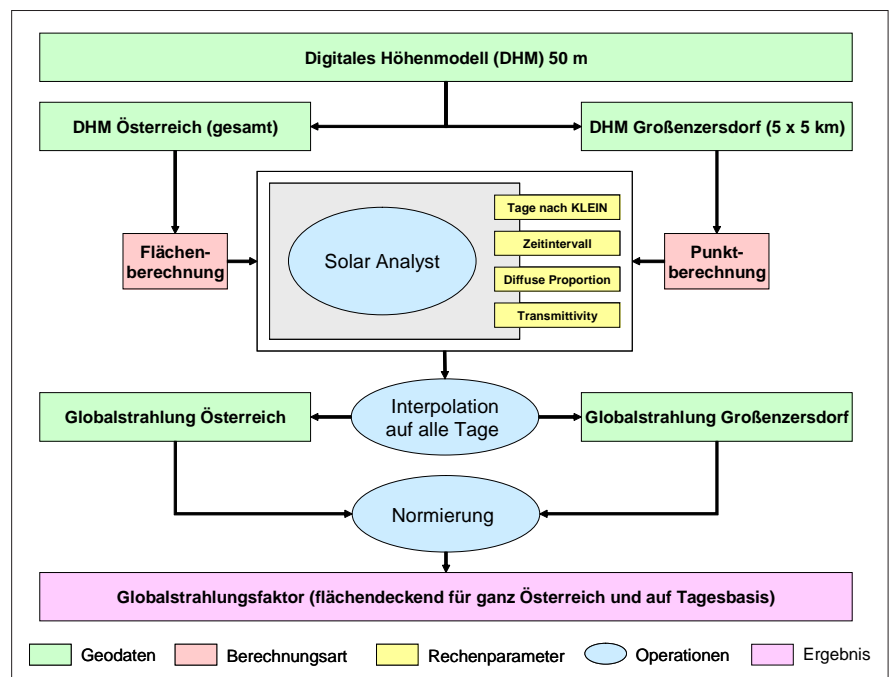 Digitales Höhenmodell (DHM) 50 m
DHM Österreich (gesamt)
DHM Großenzersdorf (5 x 5 km)
Tage nach KLEIN
Zeitintervall
Diffuse Proportion
Transmittivity
Solar Analyst
Flächen-
berechnung
Punkt-
berechnung
Interpolation
auf alle Tage
Globalstrahlung Österreich
Globalstrahlung Großenzersdorf
Normierung
Globalstrahlungsfaktor (flächendeckend für ganz Österreich und auf Tagesbasis)
Geodaten
Berechnungsart
Rechenparameter
Operationen
Ergebnis